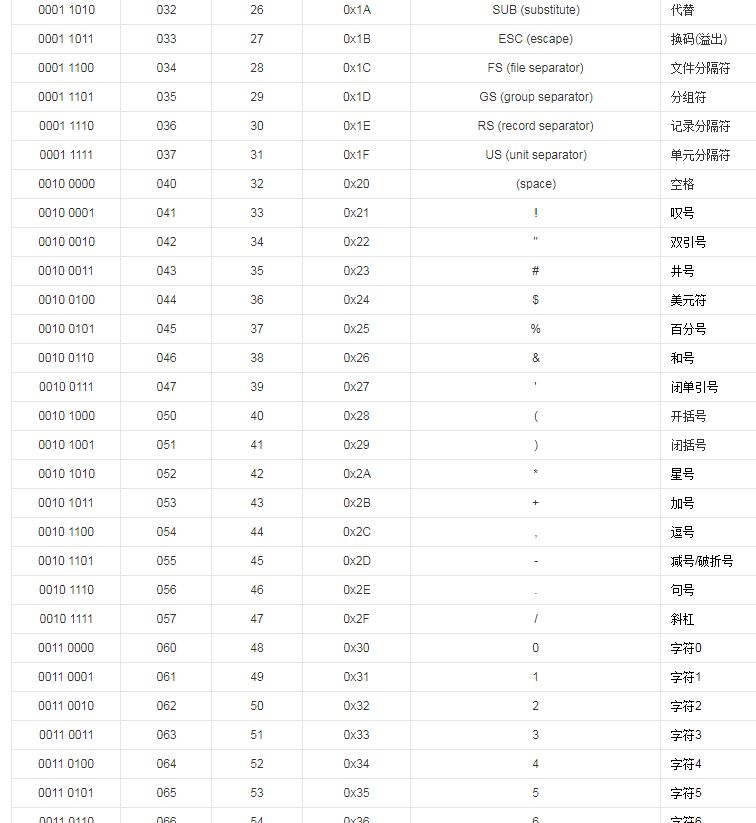 0001 1010 032 26 0x1A SUB (substitute) 代替
0001 1011 033 27 0x1B ESC (escape) 换码(溢出)
0001 1100 034 28 0x1C FS (file separator) 文件分隔符
0001 1101 035 29 0x1D GS (group separator) 分组符
0001 1110 036 30 0x1E RS (record separator) 记录分隔符
0001 1111 037 31 0x1F US (unit separator) 单元分隔符
0010 0000 040 32 0x20 (space) 空格
0010 0001 041 33 0x21 ! 叹号
0010 0010 042 34 0x22 " 双引号
0010 0011 043 35 0x23 # 井号
0010 0100 044 36 0x24 $ 美元符
0010 0101 045 37 0x25 % 百分号
0010 0110 046 38 0x26 & 和号
0010 0111 047 39 0x27 ' 闭单引号
0010 1000 050 40 0x28 ( 开括号
0010 1001 051 41 0x29 ) 闭括号
0010 1010 052 42 0x2A * 星号
0010 1011 053 43 0x2B + 加号
0010 1100 054 44 0x2C , 逗号
0010 1101 055 45 0x2D - 减号/破折号
0010 1110 056 46 0x2E . 句号
0010 1111 057 47 0x2F / 斜杠
0011 0000 060 48 0x30 0 字符0
0011 0001 061 49 0x31 1 字符1
0011 0010 062 50 0x32 2 字符2
0011 0011 063 51 0x33 3 字符3
0011 0100 064 52 0x34 4 字符4
0011 0101 065 53 0x35 5 字符5
0011 0110 066 54 0x36 6 字符6